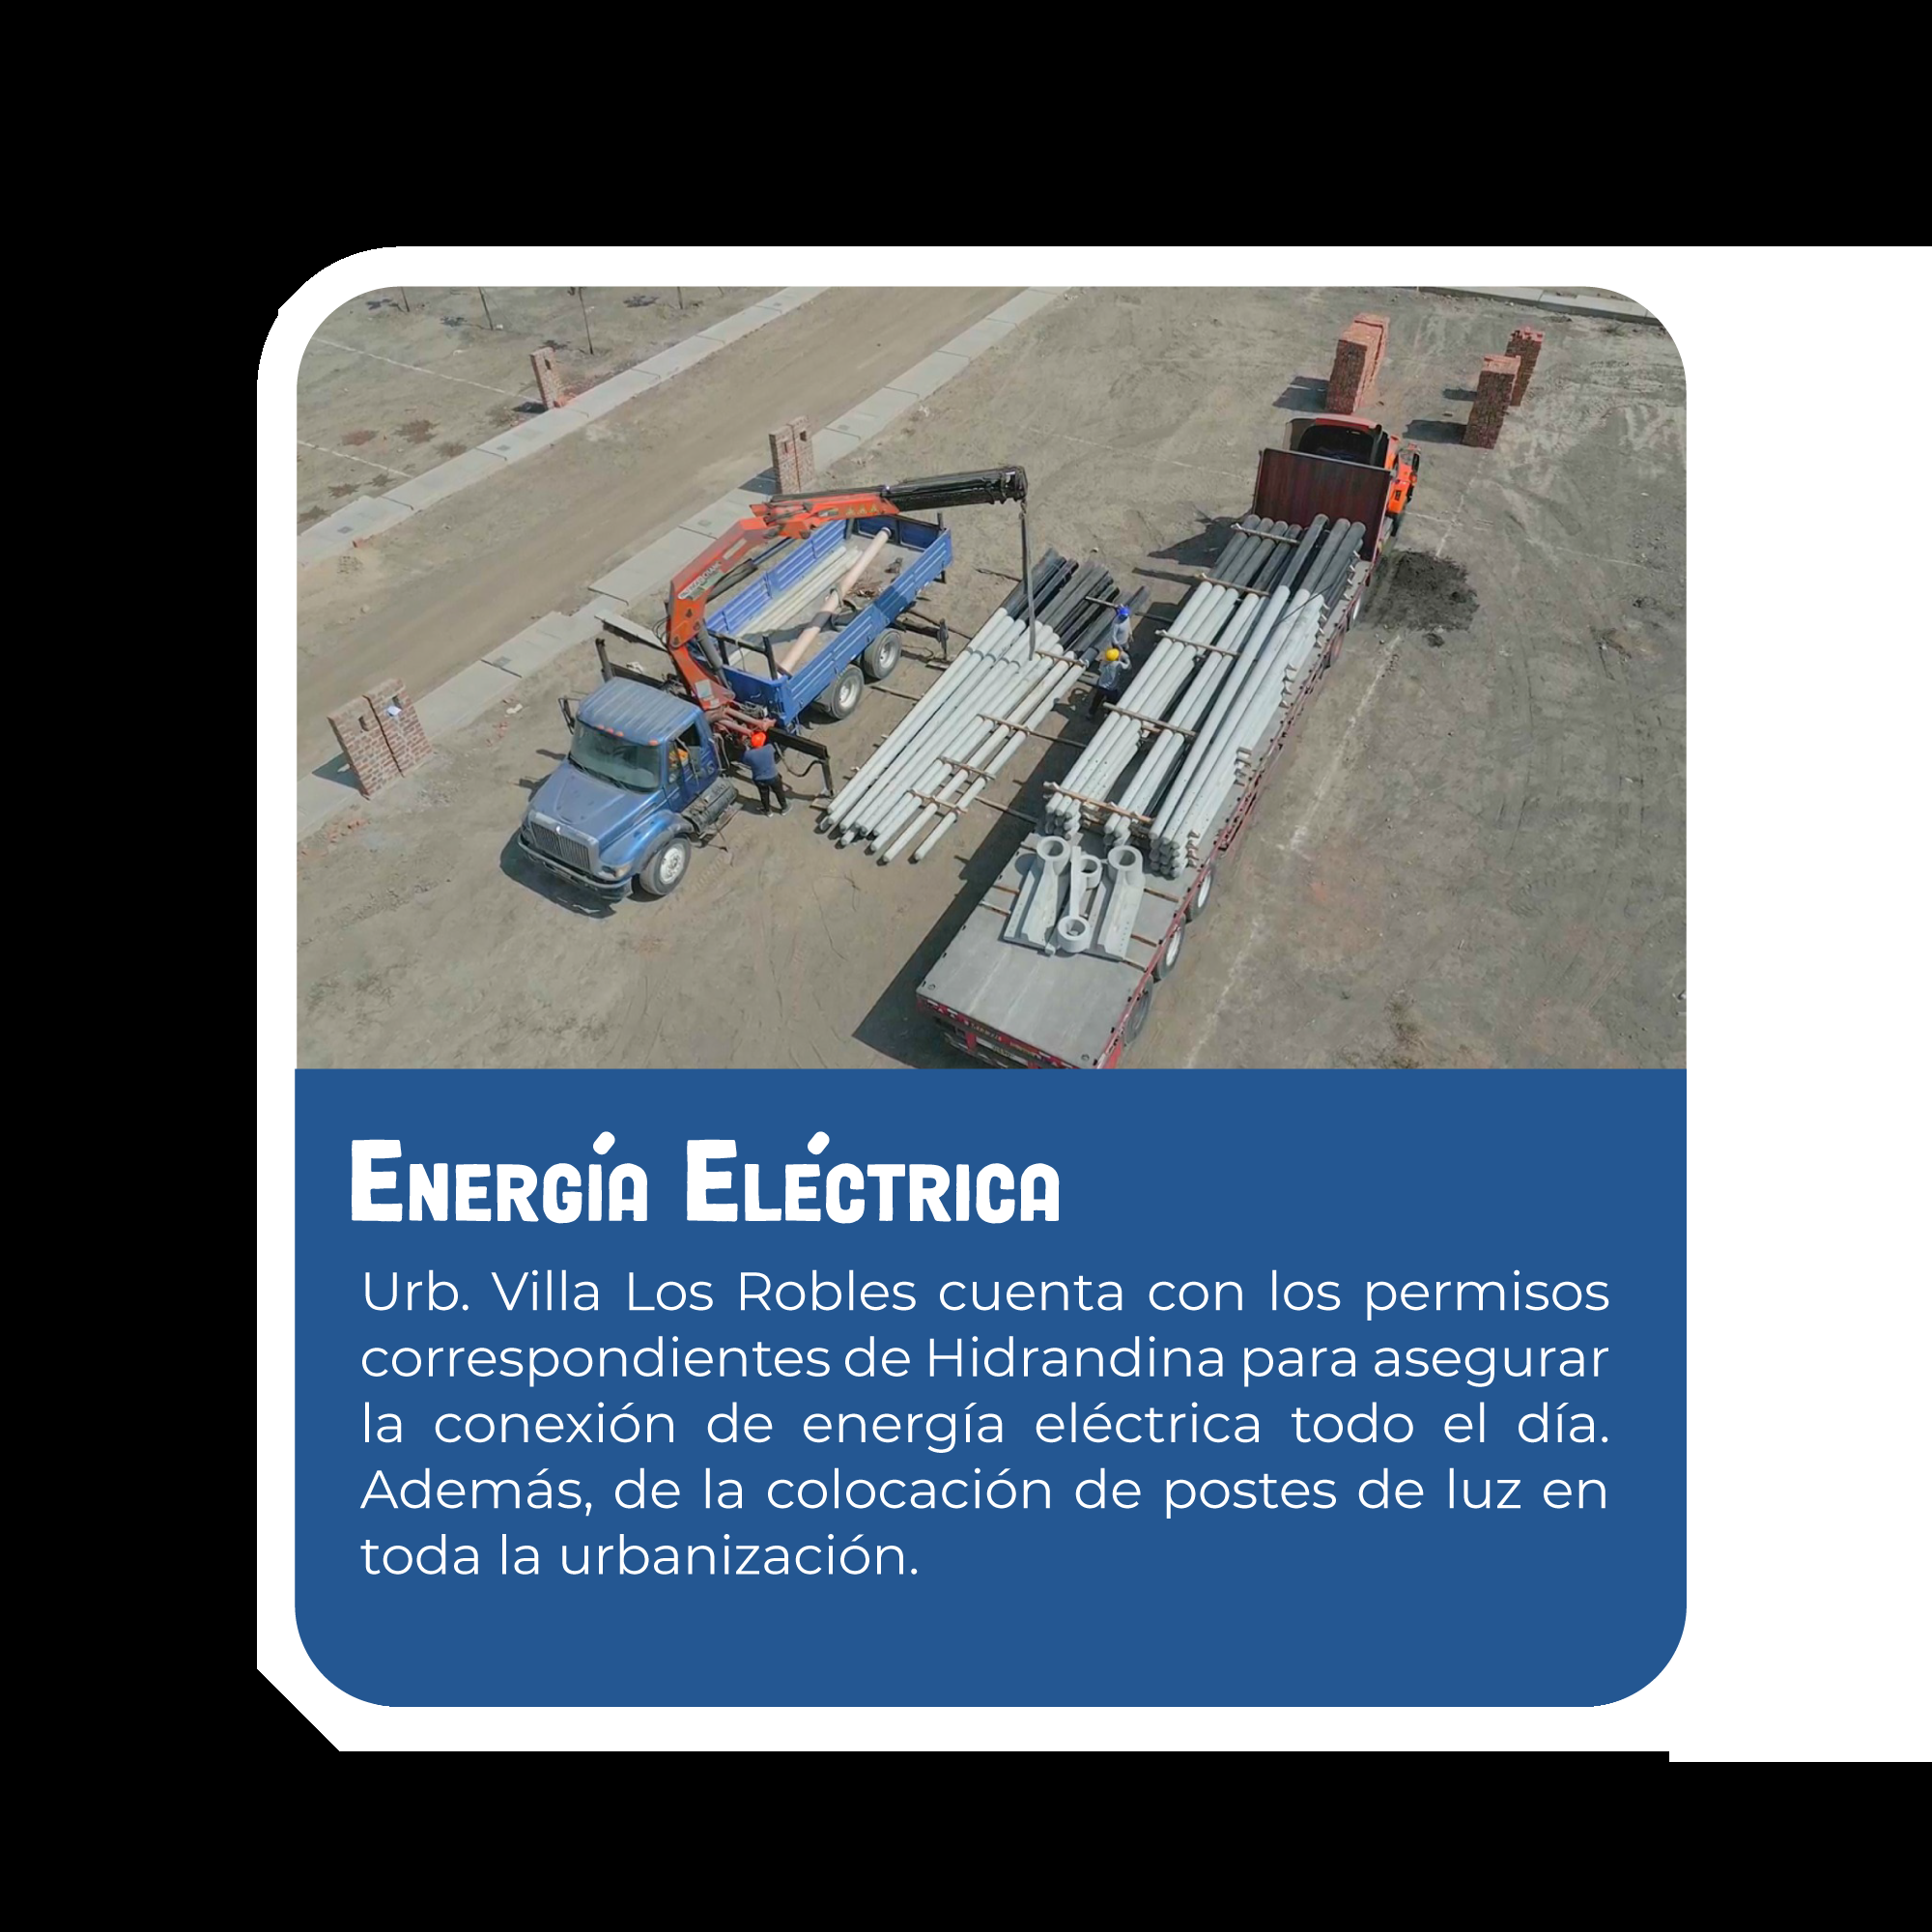 Energía Eléctrica
Urb. Villa Los Robles cuenta con los permisos
correspondientes de Hidrandina para asegurar
la conexión de energía eléctrica todo el día.
Además, de la colocación de postes de luz en
toda la urbanización.